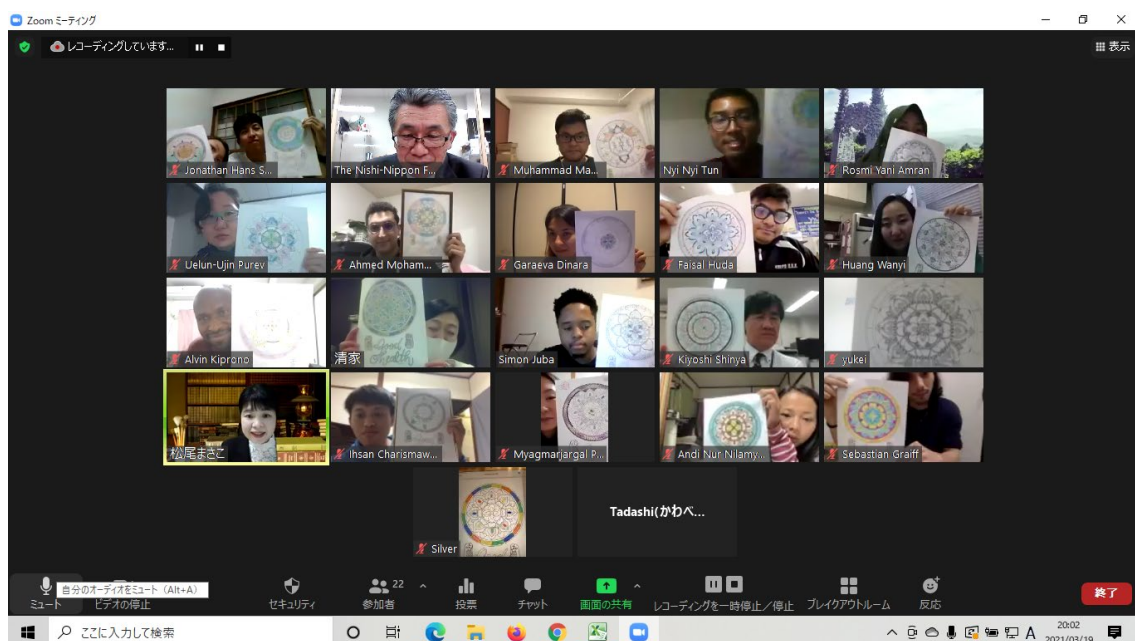 Zoom ミーティング
レコーディングしています...
表示
Jonathan Hans S...
The Nishi-Nippon F...
Muhammad Ma...
Nyi Nyi Tun
Rosmi Yani Amran
Uelun-Ujin Purev
Ahmed Moham...
Garaeva Dinara
Faisal Huda
Huang Wanyi
Alvin Kiprono
清家
Good
Health
Simon Juba
Kiyoshi Shinya
yukei
松尾まさこ
Ihsan Charismaw...
Myagmarjargal P...
Andi Nur Nilamy...
Sebastian Graiff
Silver
Tadashi(かわべ...
自分のオーディオをミュート (Alt+A)
22
ミュート
ビデオの停止
セキュリティ
参加者
投票
チャット
画面の共有
レコーディングを一時停止/停止
ブレイクアウトルーム
反応
終了
ここに入力して検索
A
20:02
2021/03/19